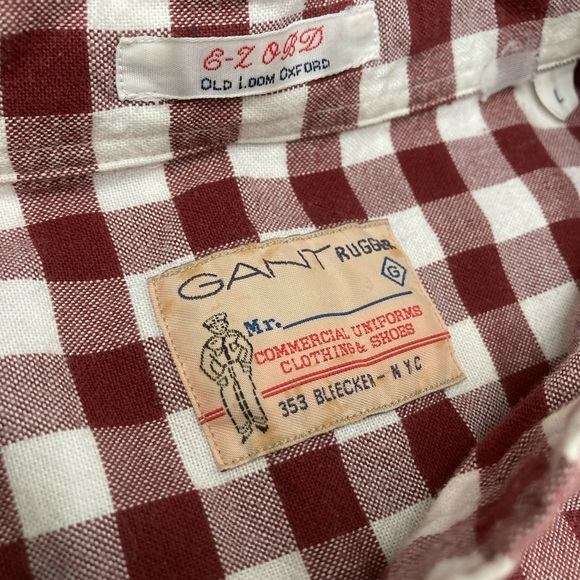 E-Z OBD
OLD LOOM OXFORD
L
GANT RUGGER
G
Mr.
COMMERCIAL UNIFORMS
CLOTHING & SHOES
353 BLEECKER - NYC